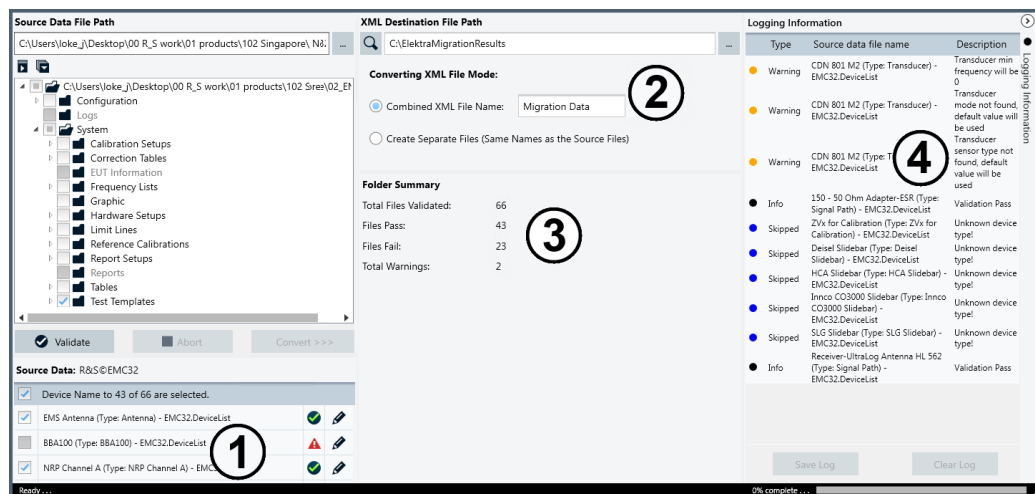 Source Data File Path
C:\Users\loke_j\Desktop\00 R_S work\01 products\102 Singapore\ ...
C:\Users\loke_j\Desktop\00 R_S work\01 products\102
Configuration
Logs
System
Calibration Setups
Correction Tables
EUT Information
Frequency Lists
Graphic
Hardware Setups
Limit Lines
Reference Calibrations
Report Setups
Reports
Tables
Test Templates
Validate Abort Convert >>>
Source Data: R&S©EMC32
Device Name to 43 of 66 are selected.
EMS Antenna (Type: Antenna) - EMC32.DeviceList
BBA100 (Type: BBA100) - EMC32.DeviceList
NRP Channel A (Type: NRP Channel A) -
1
Ready . . .
XML Destination File Path
C:\ElektraMigrationResults ...
Converting XML File Mode:
2
Combined XML File Name: Migration Data
Create Separate Files (Same Names as the Source Files)
Folder Summary
Total Files Validated: 66
Files Pass: 43
Files Fail: 23
Total Warnings: 2
3
Logging Information
Type Source data file name Description
Warning CDN 801 M2 (Type: Transducer) - EMC32.DeviceList Transducer min frequency will be 0
Warning CDN 801 M2 (Type: Transducer) - EMC32.DeviceList Transducer mode not found, default value will be used
Warning CDN 801 M2 (Type: EMC32.DeviceList Transducer sensor type not found, default value will be used
4
Info 150 - 50 Ohm Adapter-ESR (Type: Signal Path) - EMC32.DeviceList Validation Pass
Skipped ZVx for Calibration (Type: ZVx for Calibration) - EMC32.DeviceList Unknown device type!
Skipped Deisel Slidebar (Type: Deisel Slidebar) - EMC32.DeviceList Unknown device type!
Skipped HCA Slidebar (Type: HCA Slidebar) - EMC32.DeviceList Unknown device type!
Skipped Innco CO3000 Slidebar (Type: Innco CO3000 Slidebar) - EMC32.DeviceList Unknown device type!
Skipped SLG Slidebar (Type: SLG Slidebar) - EMC32.DeviceList Unknown device type!
Info Receiver-UltraLog Antenna HL 562 (Type: Signal Path) - EMC32.DeviceList Validation Pass
Save Log Clear Log
0% complete . . .
Logging Information